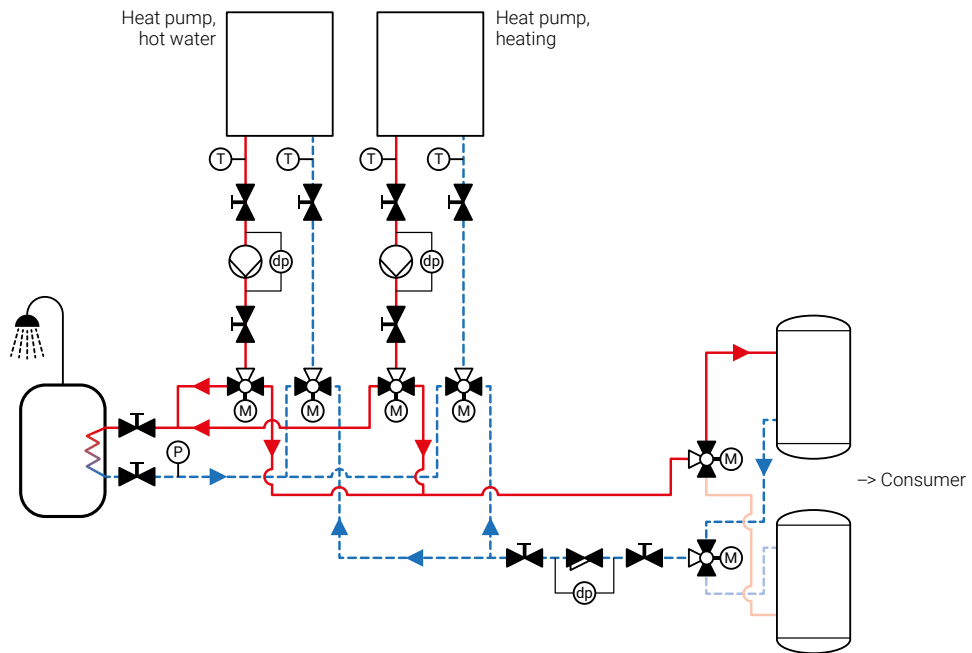 Heat pump,
hot water
Heat pump,
heating
T
T
T
T
dp
dp
M
M
M
M
P
M
–> Consumer
M
dp